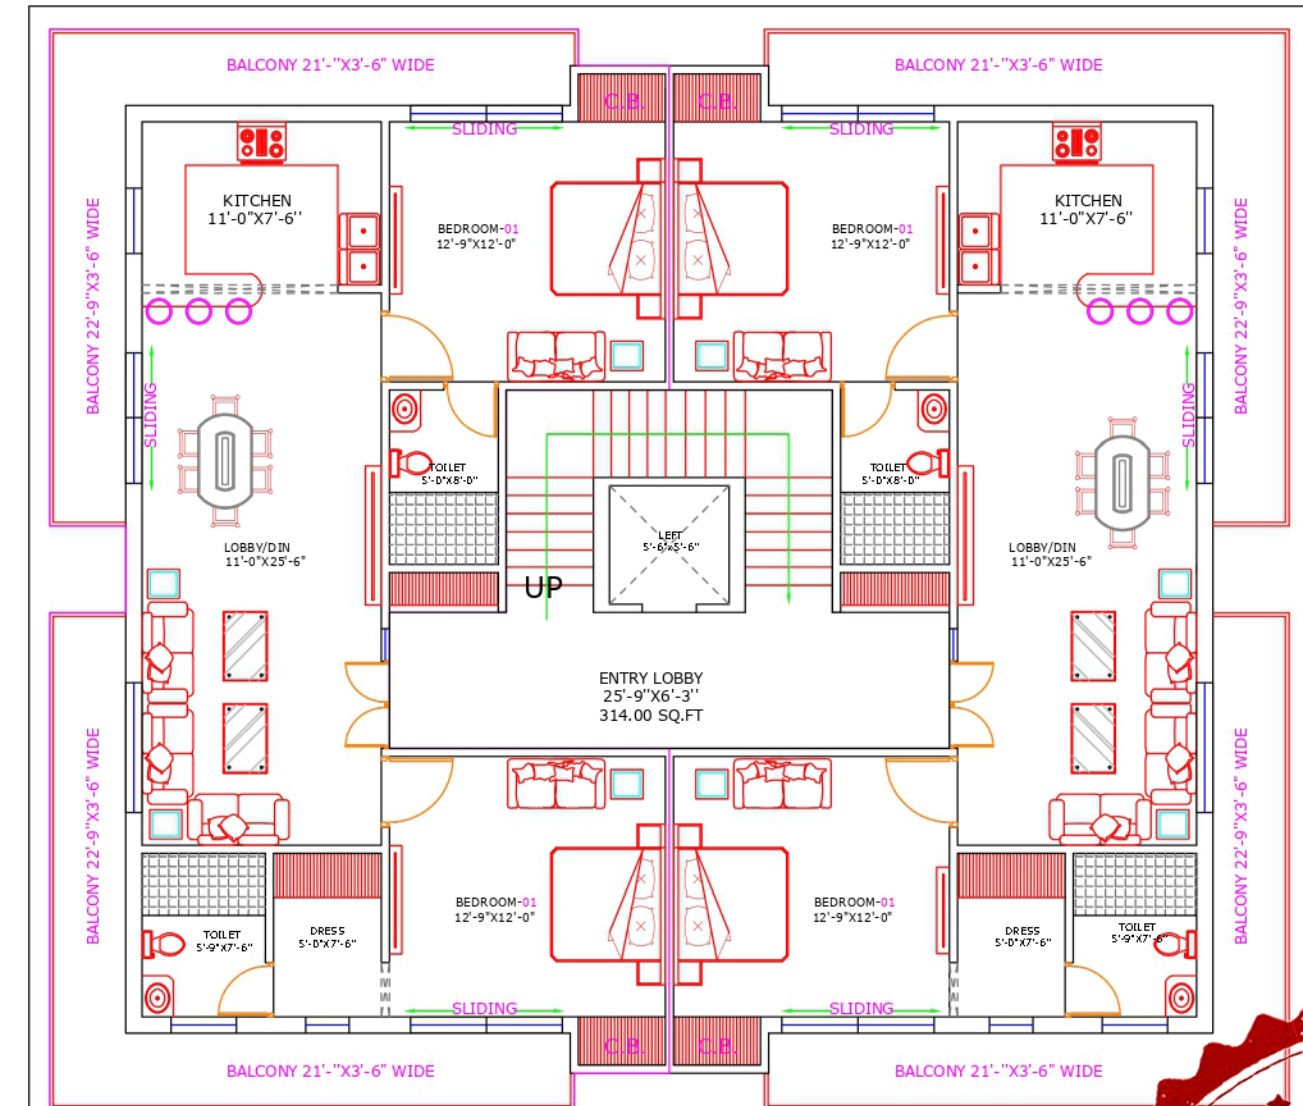 BALCONY 21'-"X3'-6" WIDE
BALCONY 21'-"X3'-6" WIDE
C.B.
C.B.
SLIDING
SLIDING
KITCHEN
11'-0"X7'-6''
BEDROOM-01
12'-9"X12'-0"
BEDROOM-01
12'-9"X12'-0"
KITCHEN
11'-0"X7'-6"
BALCONY 22'-9"X3'-6" WIDE
BALCONY 22'-9"X3'-6" WIDE
SLIDING
SLIDING
TOILET
5'-0"X8'-0"
TOILET
5'-0"X8'-0"
LOBBY/DIN
11'-0"X25'-6"
LEFT
5'-6"x5'-6"
LOBBY/DIN
11'-0"X25'-6"
UP
ENTRY LOBBY
25'-9"X6'-3''
314.00 SQ.FT
BALCONY 22'-9"X3'-6" WIDE
BALCONY 22'-9"X3'-6" WIDE
BEDROOM-01
12'-9"X12'-0"
BEDROOM-01
12'-9"X12'-0"
TOILET
5'-9"X7'-6"
DRESS
5'-0"X7'-6"
DRESS
5'-0"X7'-6"
TOILET
5'-9"X7'-6"
SLIDING
SLIDING
C.B.
C.B.
BALCONY 21'-"X3'-6" WIDE
BALCONY 21'-"X3'-6" WIDE